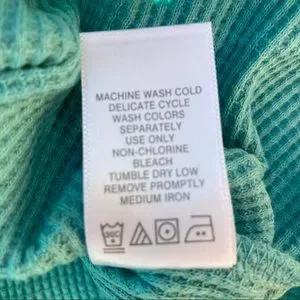 MACHINE WASH COLD
DELICATE CYCLE
WASH COLORS
SEPARATELY
USE ONLY
NON-CHLORINE
BLEACH
TUMBLE DRY LOW
REMOVE PROMPTLY
MEDIUM IRON
30C